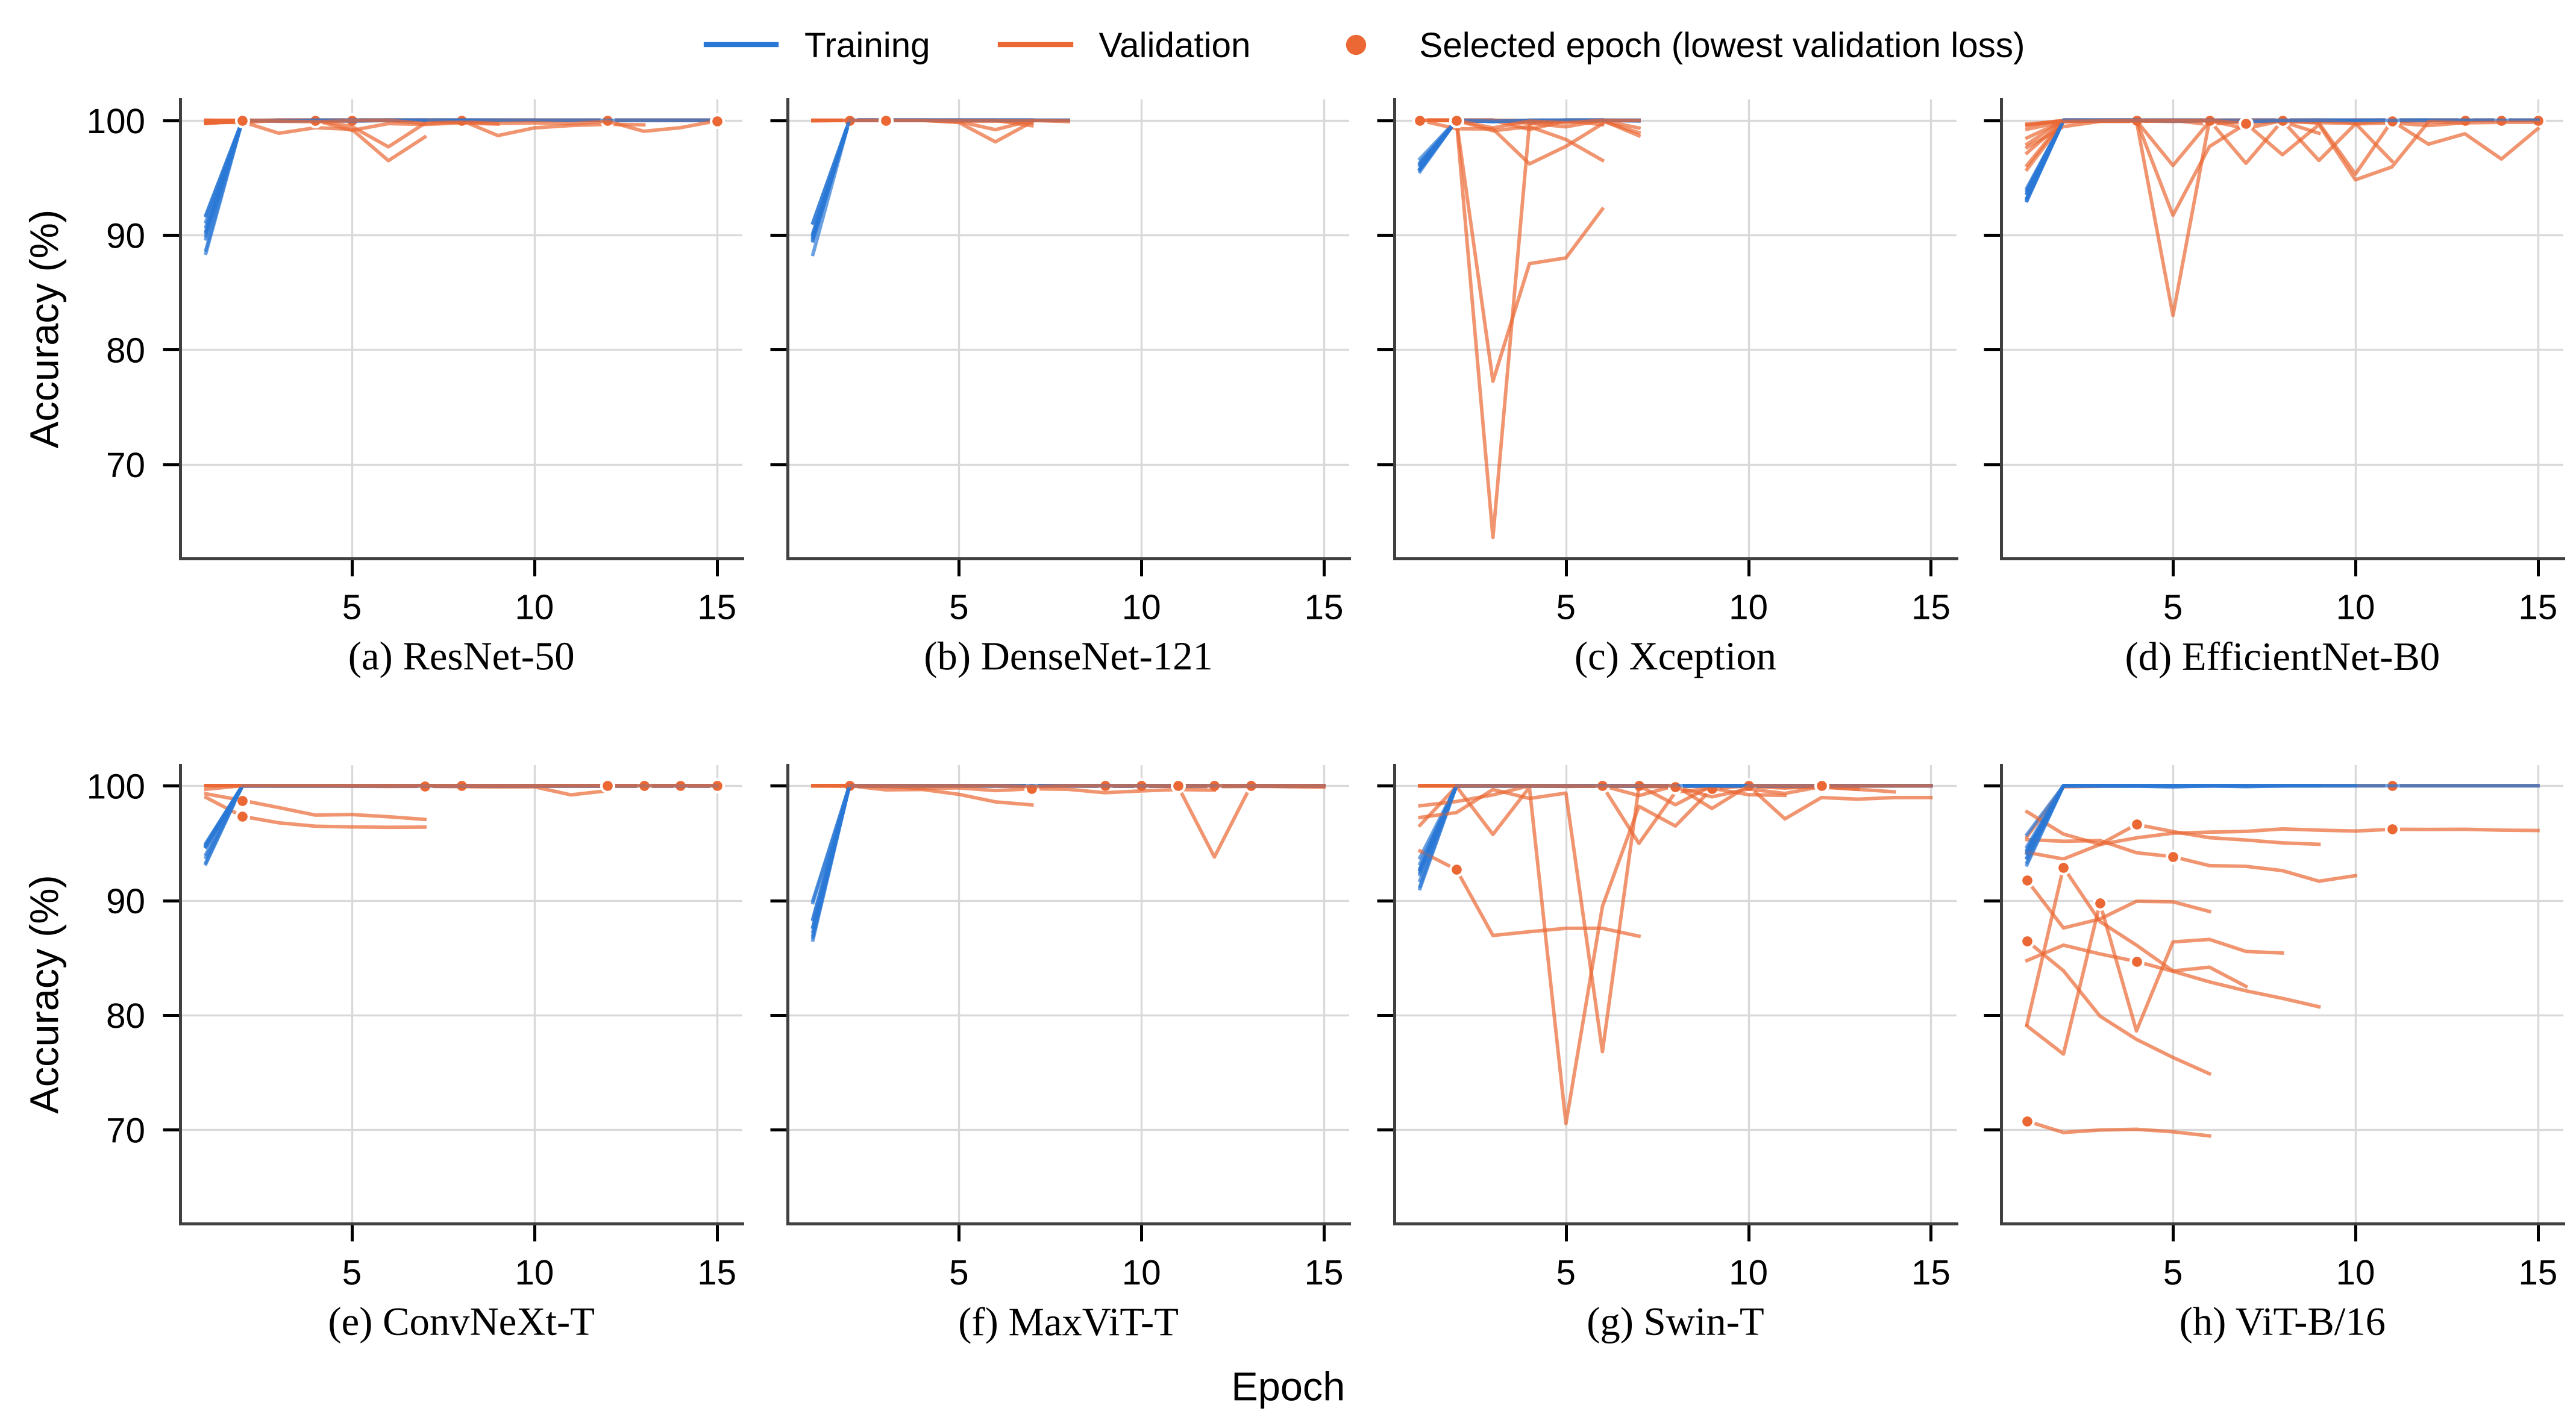 Training Validation Selected epoch (lowest validation loss)
Accuracy (%)
100
90
80
70
5 10 15
5 10 15
5 10 15
5 10 15
(a) ResNet-50
(b) DenseNet-121
(c) Xception
(d) EfficientNet-B0
Accuracy (%)
100
90
80
70
5 10 15
5 10 15
5 10 15
5 10 15
(e) ConvNeXt-T
(f) MaxViT-T
(g) Swin-T
(h) ViT-B/16
Epoch